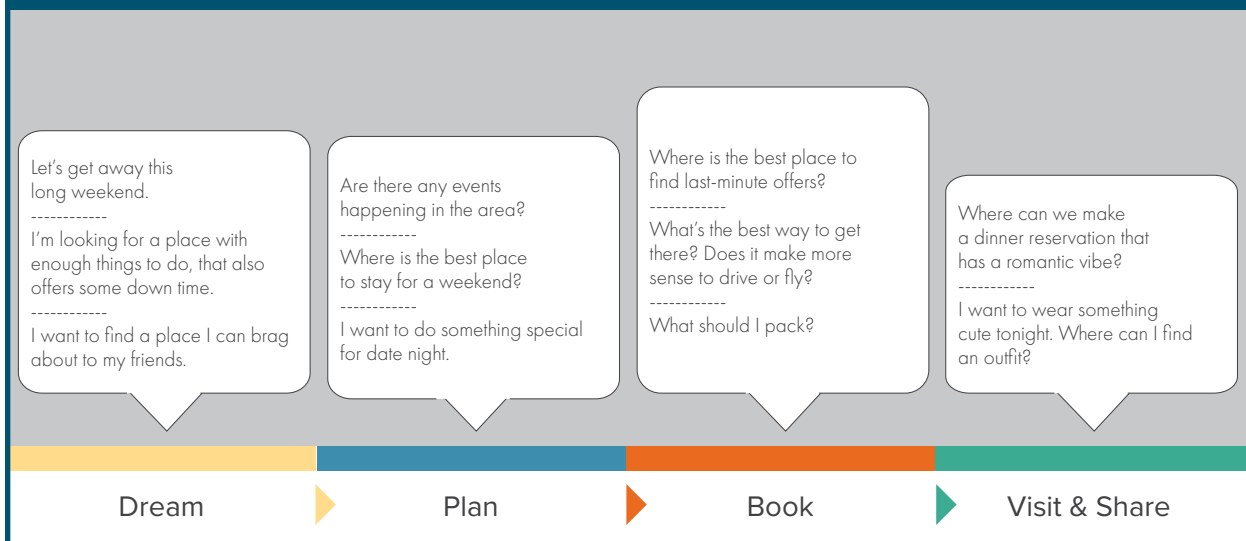 Let’s get away this
long weekend.
------------
I’m looking for a place with
enough things to do, that also
offers some down time.
------------
I want to find a place I can brag
about to my friends.
Are there any events
happening in the area?
------------
Where is the best place
to stay for a weekend?
------------
I want to do something special
for date night.
Where is the best place to
find last-minute offers?
------------
What’s the best way to get
there? Does it make more
sense to drive or fly?
------------
What should I pack?
Where can we make
a dinner reservation that
has a romantic vibe?
------------
I want to wear something
cute tonight. Where can I find
an outfit?
Dream
Plan
Book
Visit & Share